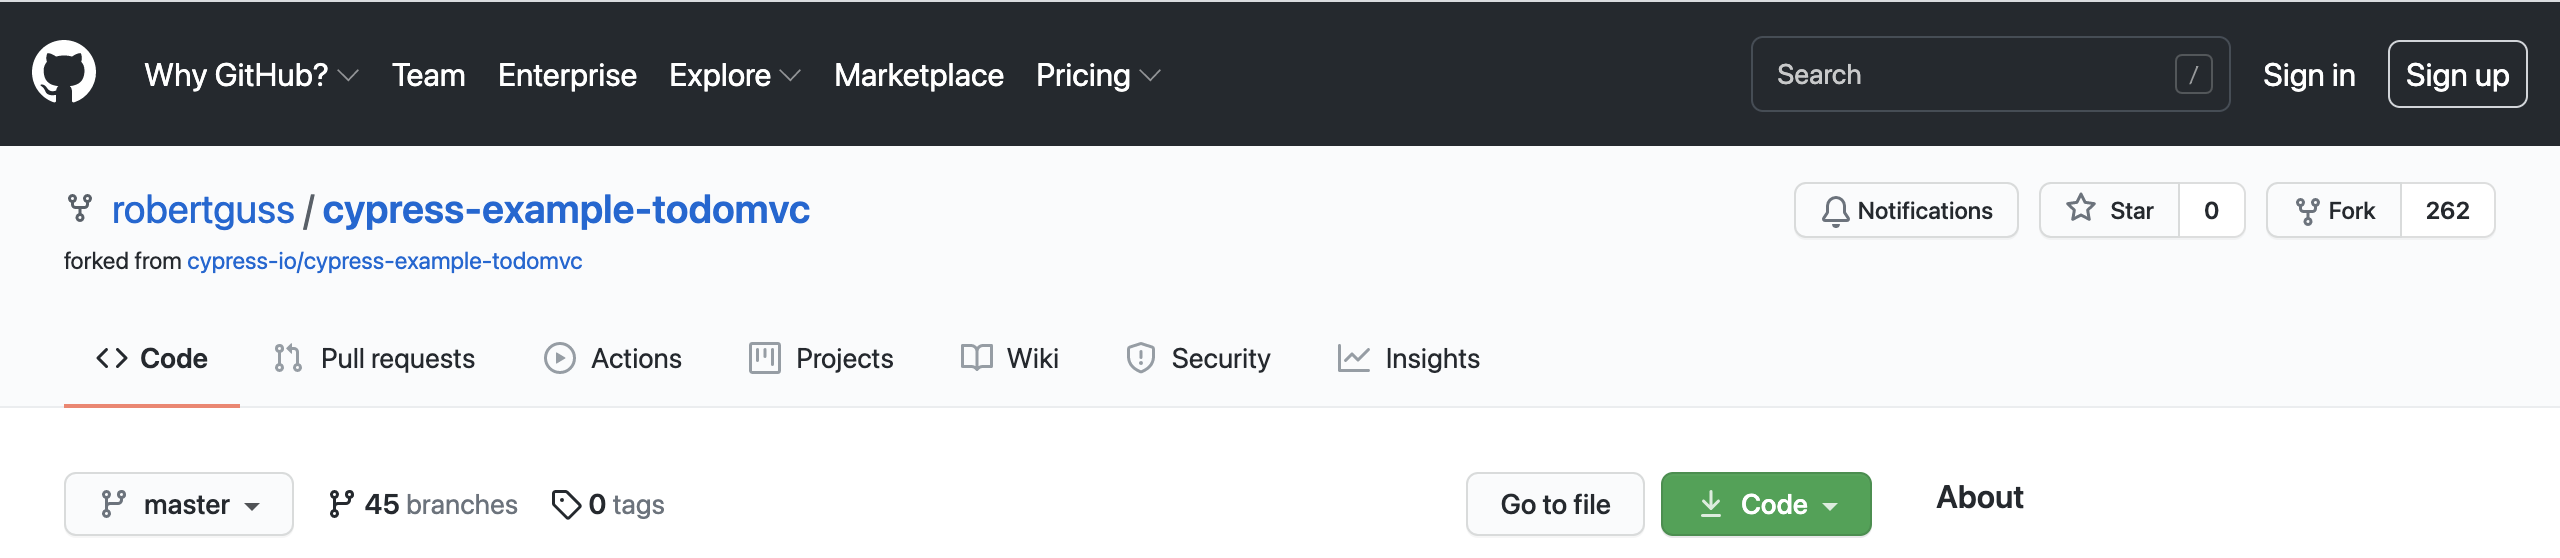 Why GitHub? Team Enterprise Explore Marketplace Pricing Search / Sign in Sign up
robertguss / cypress-example-todomvc Notifications Star 0 Fork 262
forked from cypress-io/cypress-example-todomvc
Code Pull requests Actions Projects Wiki Security Insights
master 45 branches 0 tags Go to file Code About